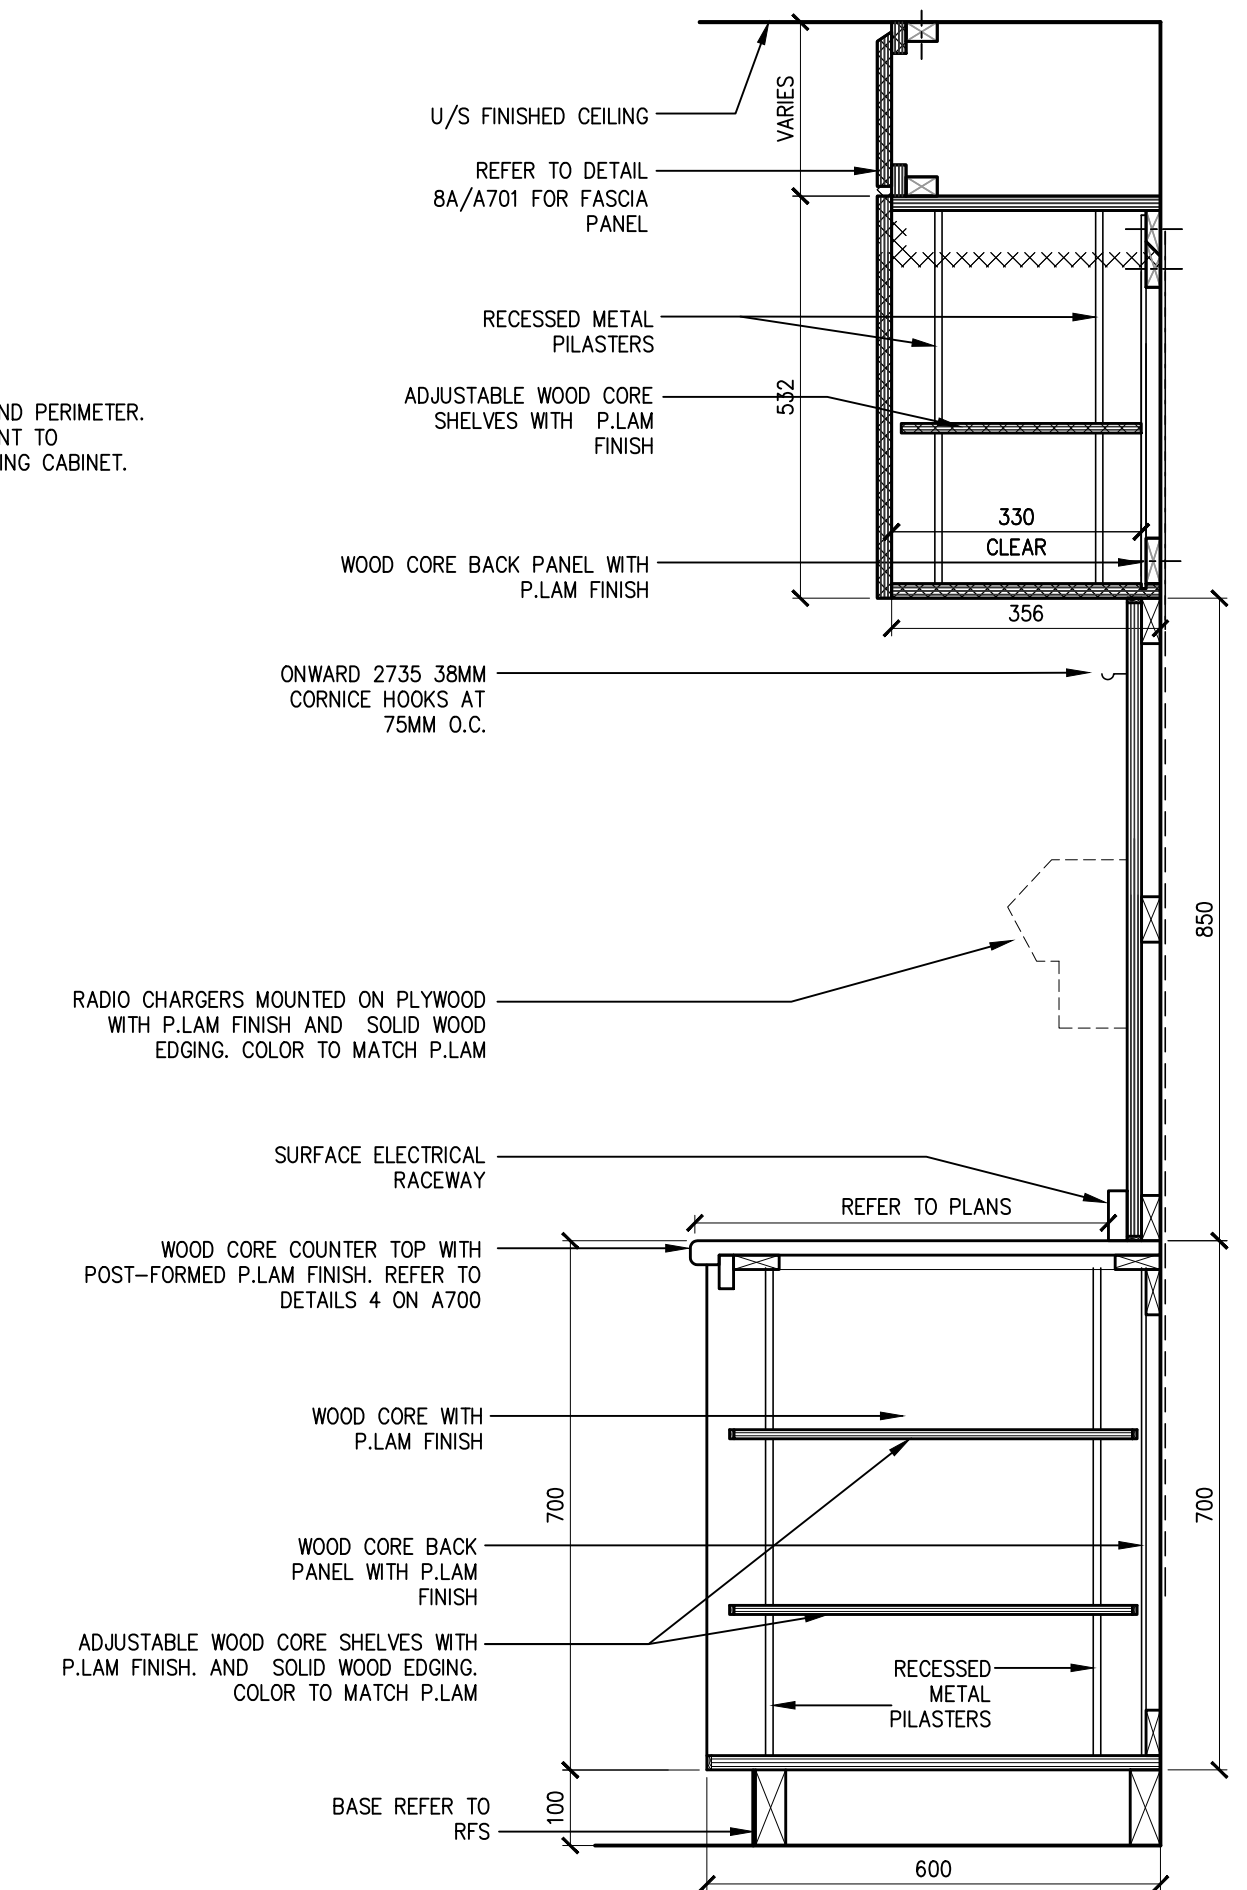 U/S FINISHED CEILING
VARIES
REFER TO DETAIL
8A/A701 FOR FASCIA
PANEL
RECESSED METAL
PILASTERS
532
ADJUSTABLE WOOD CORE
SHELVES WITH P.LAM
FINISH
ND PERIMETER.
NT TO
ING CABINET.
330
CLEAR
WOOD CORE BACK PANEL WITH
P.LAM FINISH
356
ONWARD 2735 38MM
CORNICE HOOKS AT
75MM O.C.
850
RADIO CHARGERS MOUNTED ON PLYWOOD
WITH P.LAM FINISH AND SOLID WOOD
EDGING. COLOR TO MATCH P.LAM
SURFACE ELECTRICAL
RACEWAY
REFER TO PLANS
WOOD CORE COUNTER TOP WITH
POST-FORMED P.LAM FINISH. REFER TO
DETAILS 4 ON A700
WOOD CORE WITH
P.LAM FINISH
700
700
WOOD CORE BACK
PANEL WITH P.LAM
FINISH
ADJUSTABLE WOOD CORE SHELVES WITH
P.LAM FINISH. AND SOLID WOOD EDGING.
COLOR TO MATCH P.LAM
RECESSED
METAL
PILASTERS
100
BASE REFER TO
RFS
600